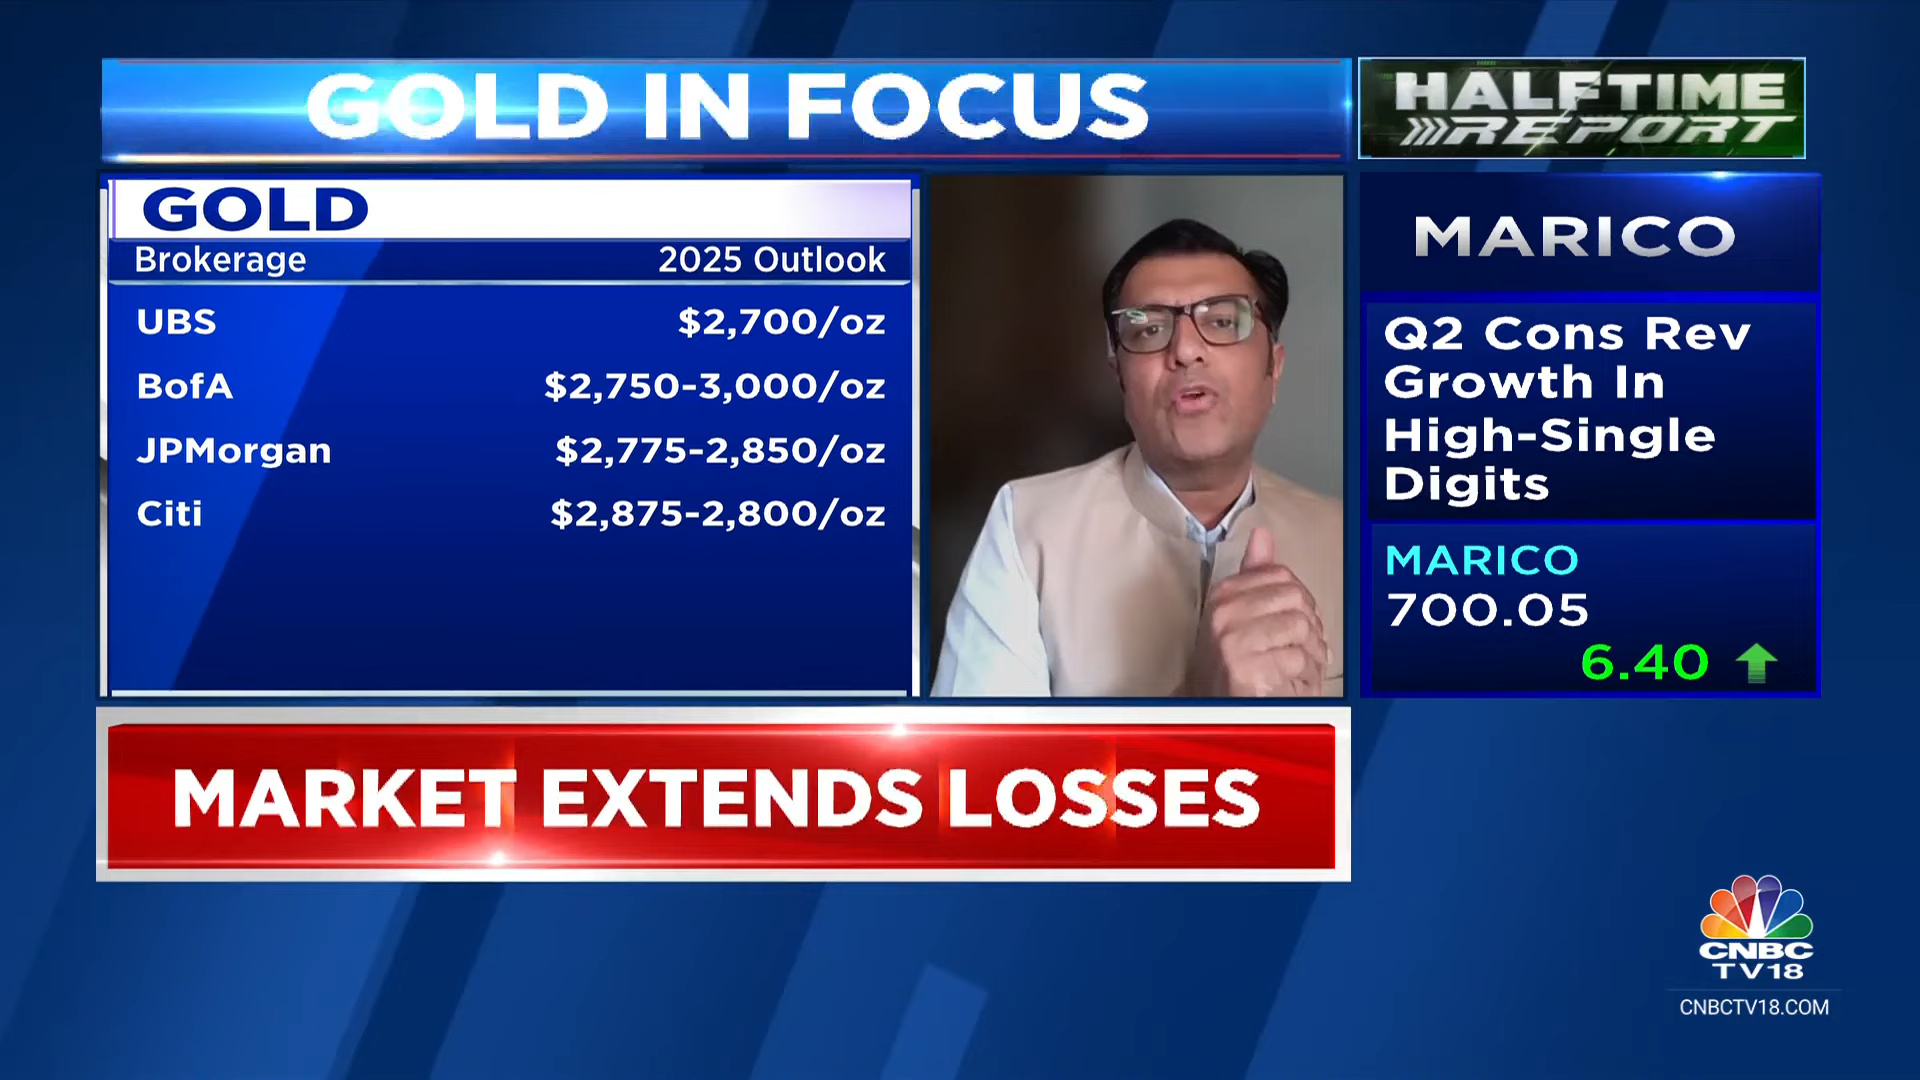 GOLD IN FOCUS
HALFTIME
REPORT
GOLD
Brokerage 2025 Outlook
UBS $2,700/oz
BofA $2,750-3,000/oz
JPMorgan $2,775-2,850/oz
Citi $2,875-2,800/oz
MARICO
Q2 Cons Rev
Growth In
High-Single
Digits
MARICO
700.05
6.40
MARKET EXTENDS LOSSES
CNBC
TV18
CNBCTV18.COM